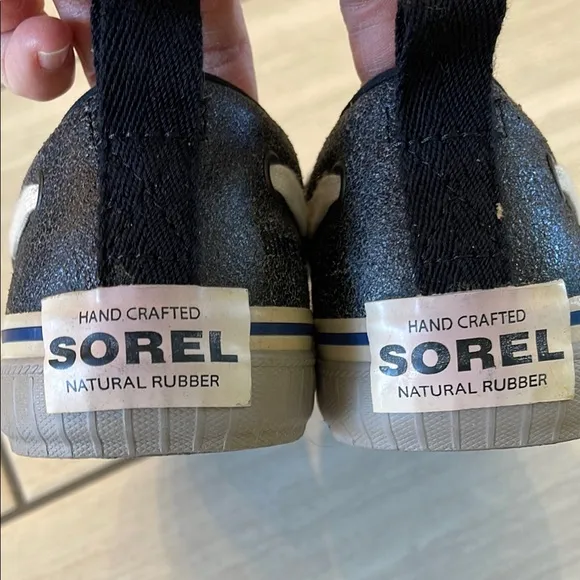 HAND CRAFTED
SOREL
NATURAL RUBBER
HAND CRAFTED
SOREL
NATURAL RUBBER